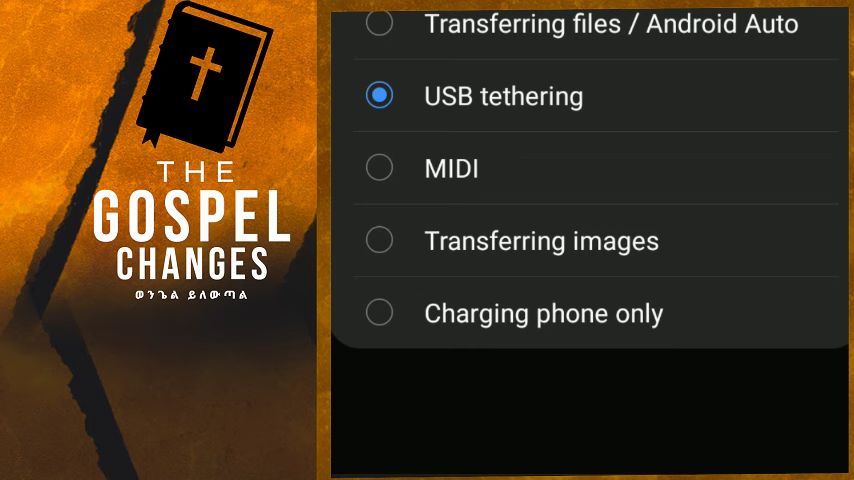 THE
GOSPEL
CHANGES
ወንጌል ይለውጣል
Transferring files / Android Auto
USB tethering
MIDI
Transferring images
Charging phone only